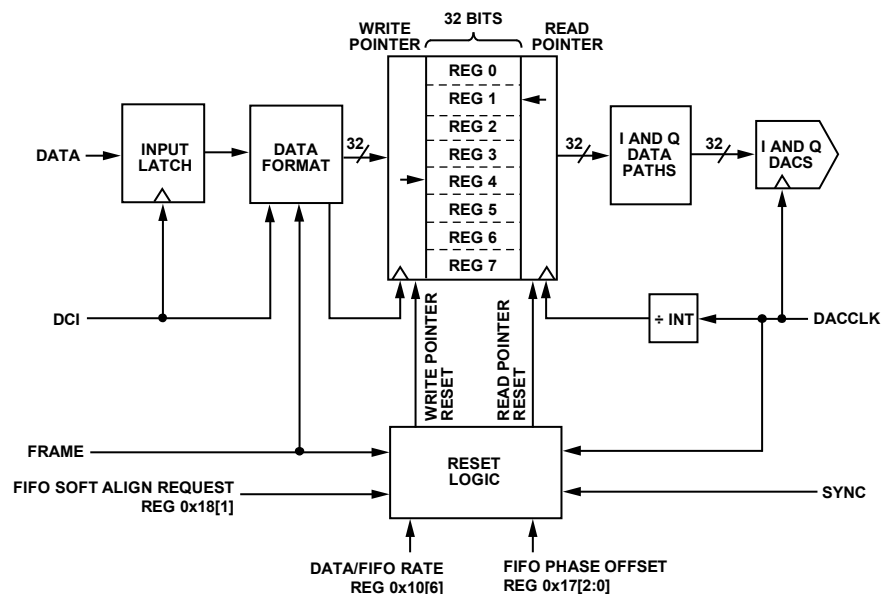 32 BITS
WRITE
POINTER
READ
POINTER
REG 0
REG 1
REG 2
REG 3
REG 4
REG 5
REG 6
REG 7
DATA
INPUT
LATCH
DATA
FORMAT
32
32
I AND Q
DATA
PATHS
32
I AND Q
DACS
DCI
÷ INT
DACCLK
WRITE POINTER
RESET
READ POINTER
RESET
FRAME
RESET
LOGIC
FIFO SOFT ALIGN REQUEST
REG 0x18[1]
SYNC
DATA/FIFO RATE
REG 0x10[6]
FIFO PHASE OFFSET
REG 0x17[2:0]